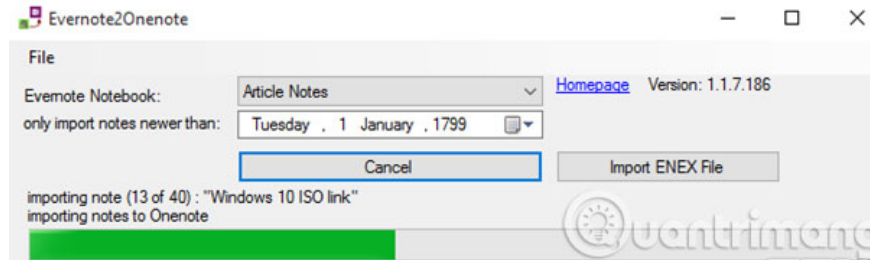 Evernote2Onenote
File
Evernote Notebook: Article Notes Homepage Version: 1.1.7.186
only import notes newer than: Tuesday , 1 January , 1799
Cancel Import ENEX File
importing note (13 of 40) : "Windows 10 ISO link"
importing notes to Onenote
Quantrimang